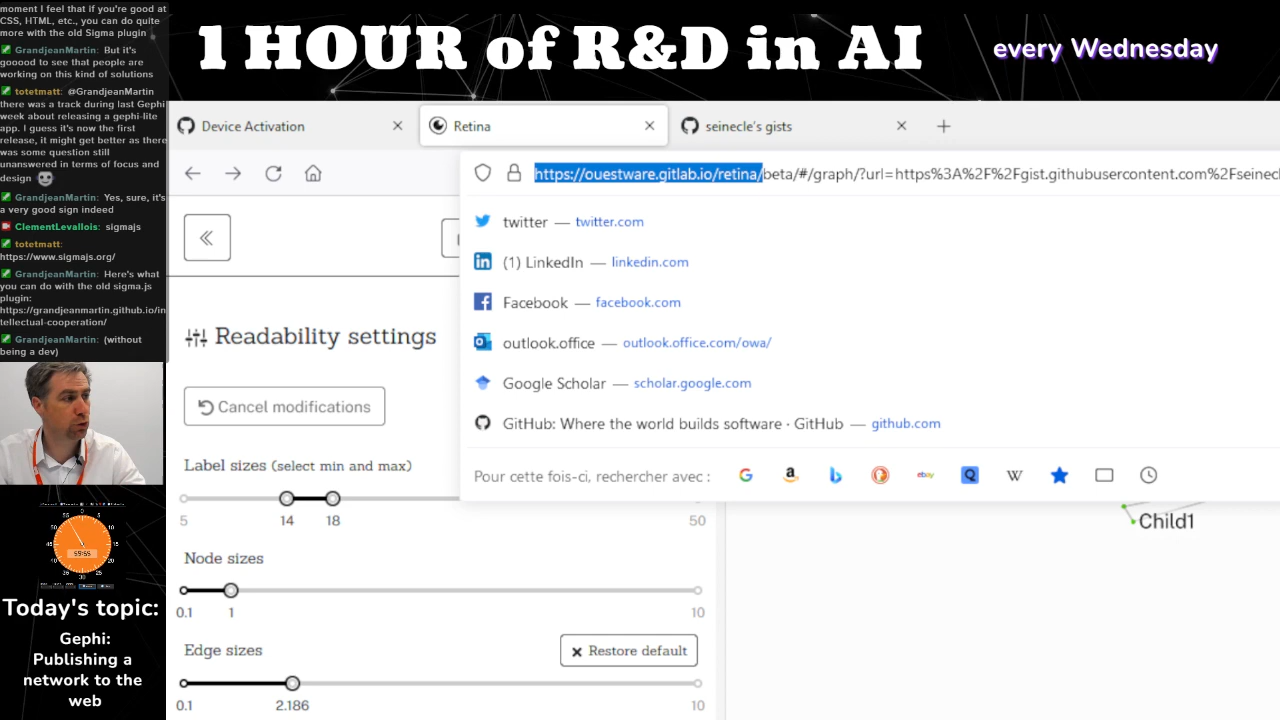 moment I feel that if you're good at
CSS, HTML, etc., you can do quite
more with the old Sigma plugin
GrandjeanMartin: But it's
gooood to see that people are
working on this kind of solutions
totetmatt: @GrandjeanMartin
there was a track during last Gephi
week about releasing a gephi-lite
app. I guess it's now the first
release, it might get better as there
was some question still
unanswered in terms of focus and
design
GrandjeanMartin: Yes, sure, it's
a very good sign indeed
ClementLevallois: sigmajs
totetmatt:
https://www.sigmajs.org/
GrandjeanMartin: Here's what
you can do with the old sigma.js
plugin:
https://grandjeanmartin.github.io/in
tellectual-cooperation/
GrandjeanMartin: (without
being a dev)
Today's topic:
Gephi:
Publishing a
network to the
web
1 HOUR of R&D in AI
every Wednesday
Device Activation
Retina
seinecle's gists
https://ouestware.gitlab.io/retina/beta/#/graph/?url=https%3A%2F%2Fgist.githubusercontent.com%2Fseinecl
twitter — twitter.com
(1) LinkedIn — linkedin.com
Facebook — facebook.com
outlook.office — outlook.office.com/owa/
Google Scholar — scholar.google.com
GitHub: Where the world builds software · GitHub — github.com
Pour cette fois-ci, rechercher avec :
Readability settings
Cancel modifications
Label sizes (select min and max)
5 14 18 50
Node sizes
0.1 1 10
Edge sizes
Restore default
0.1 2.186 10
Child1